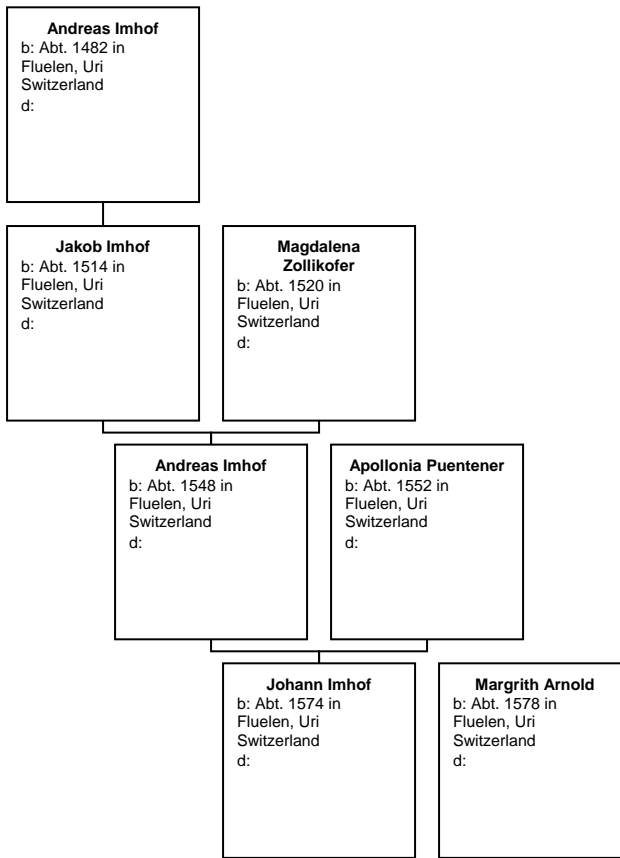 Andreas Imhof
b: Abt. 1482 in
Fluelen, Uri
Switzerland
d:
Jakob Imhof
b: Abt. 1514 in
Fluelen, Uri
Switzerland
d:
Magdalena
Zollikofer
b: Abt. 1520 in
Fluelen, Uri
Switzerland
d:
Andreas Imhof
b: Abt. 1548 in
Fluelen, Uri
Switzerland
d:
Apollonia Puentener
b: Abt. 1552 in
Fluelen, Uri
Switzerland
d:
Johann Imhof
b: Abt. 1574 in
Fluelen, Uri
Switzerland
d:
Margrith Arnold
b: Abt. 1578 in
Fluelen, Uri
Switzerland
d: